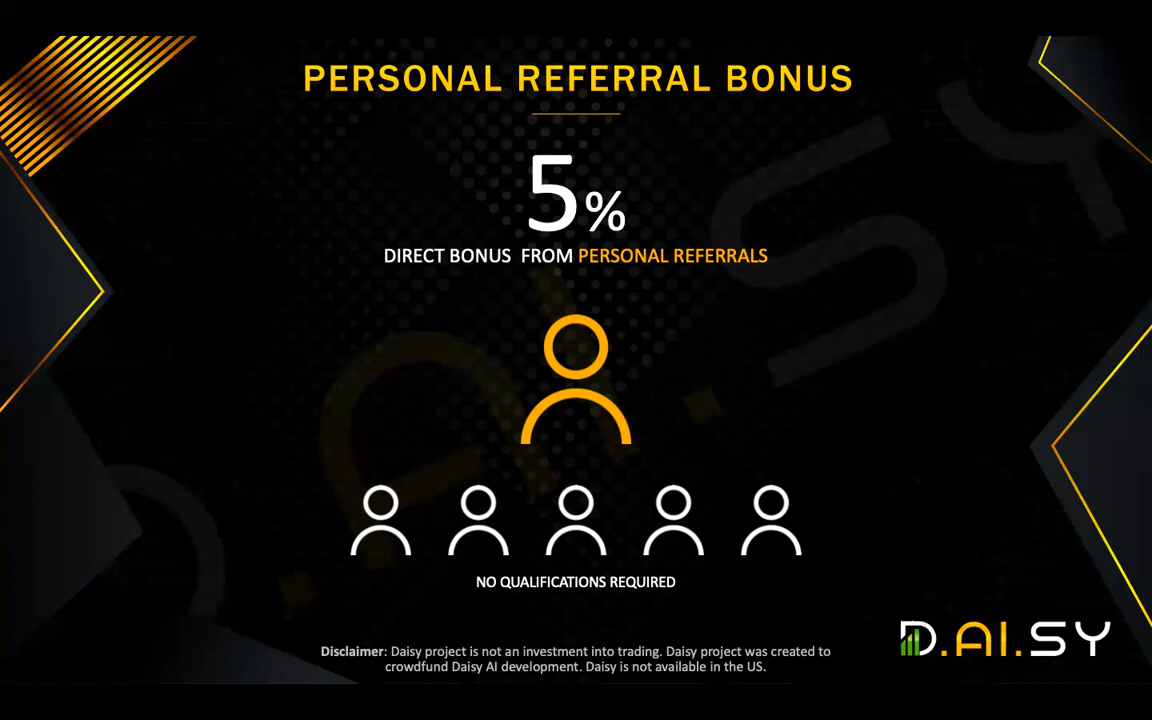 PERSONAL REFERRAL BONUS
5%
DIRECT BONUS FROM PERSONAL REFERRALS
NO QUALIFICATIONS REQUIRED
Disclaimer: Daisy project is not an investment into trading. Daisy project was created to
crowdfund Daisy AI development. Daisy is not available in the US.
D.AI.SY